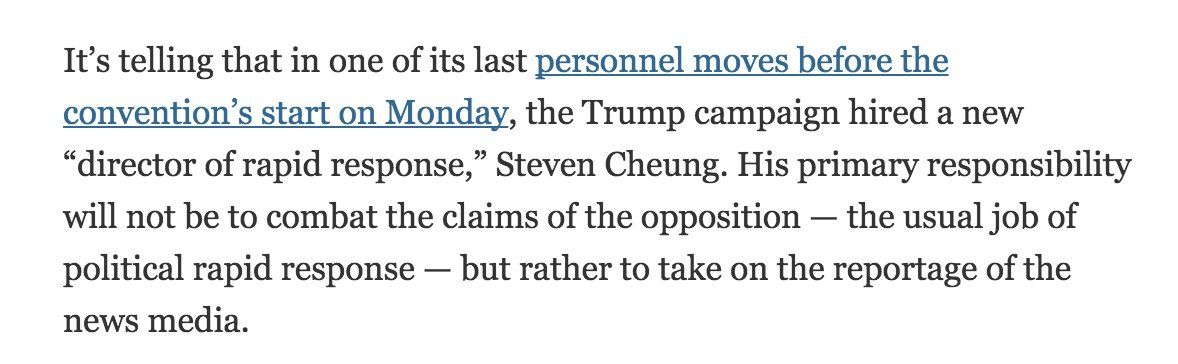 It’s telling that in one of its last personnel moves before the
convention’s start on Monday, the Trump campaign hired a new
“director of rapid response,” Steven Cheung. His primary responsibility
will not be to combat the claims of the opposition — the usual job of
political rapid response — but rather to take on the reportage of the
news media.